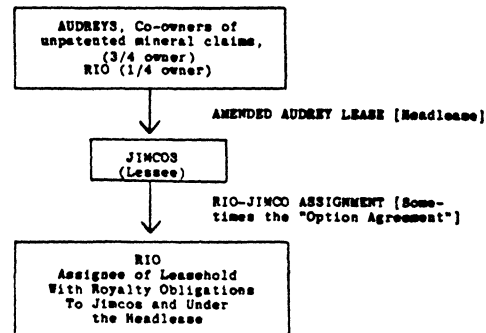 AUDREYS, Co-owners of
unpatented mineral claims,
(3/4 owner)
RIO (1/4 owner)
AMENDED AUDREY LEASE [Headlease]
JIMCOS
(Lessee)
RIO-JIMCO ASSIGNMENT [Some-
times the "Option Agreement"]
RIO
Assignee of Leasehold
With Royalty Obligations
To Jimcos and Under
the Headlease